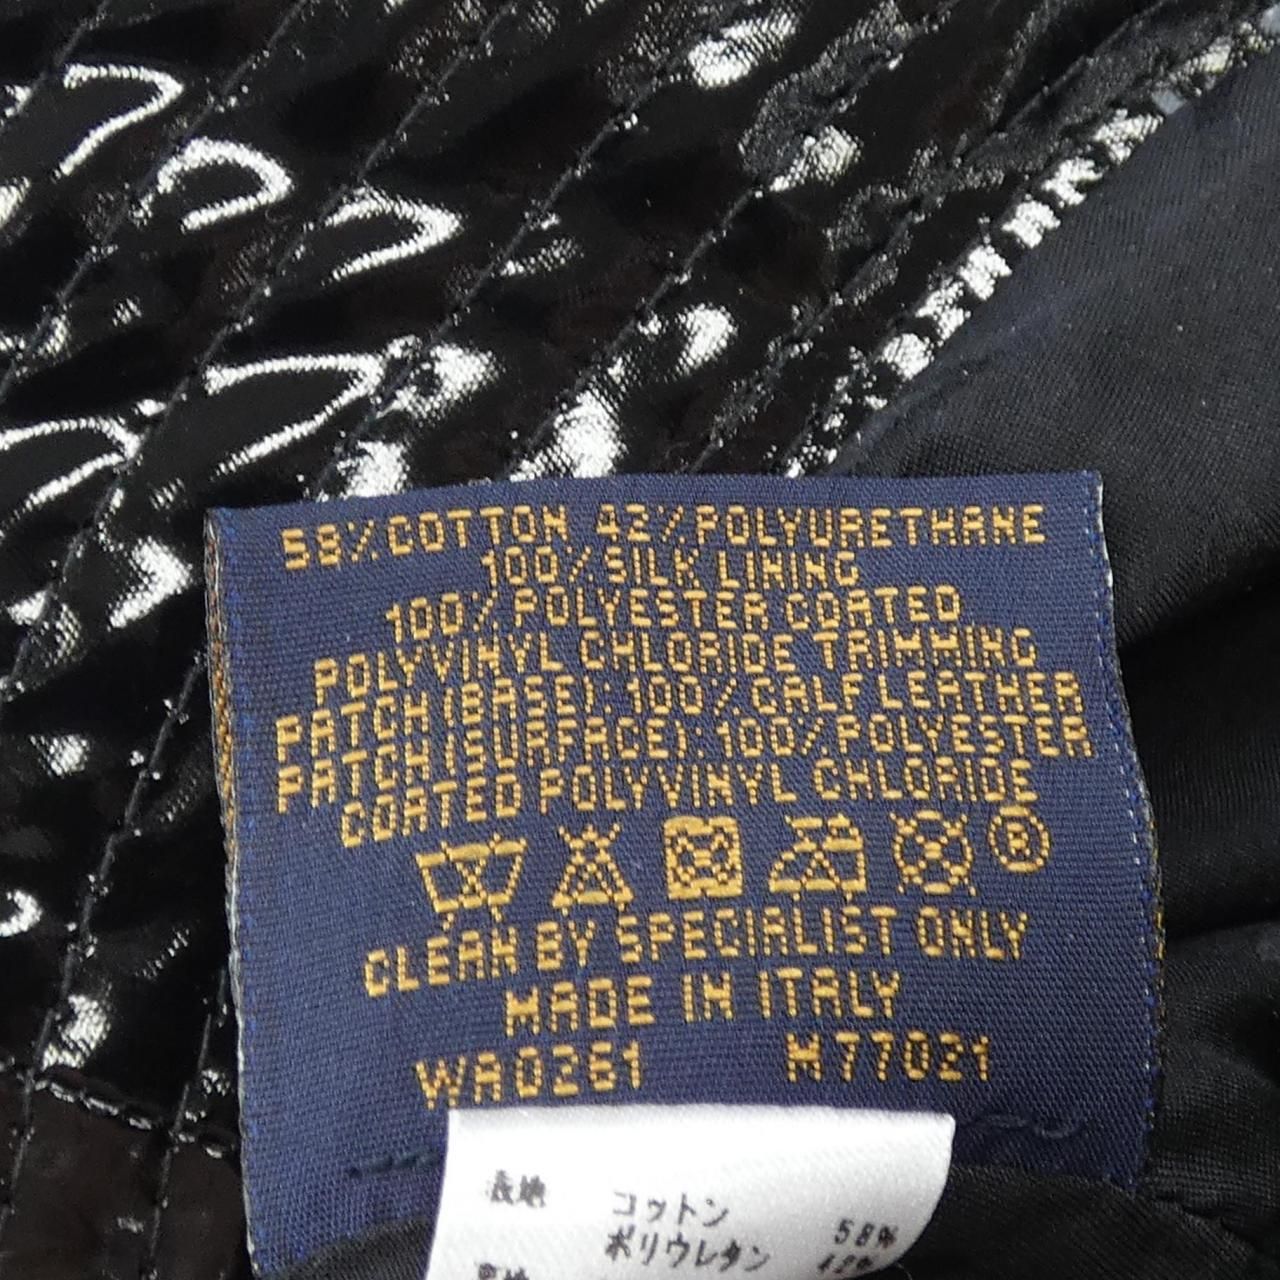 58%COTTON 42%POLYURETHANE
100%SILK LINING
100%POLYESTER COATED
POLYVINYL CHLORIDE TRIMMING
PATCH (BASE):100%CALF LEATHER
PATCH (SURFACE):100%POLYESTER
COATED POLYVINYL CHLORIDE
®
CLEAN BY SPECIALIST ONLY
MADE IN ITALY
WA0261 M77021
表地 コットン 58%
ポリウレタン 42%